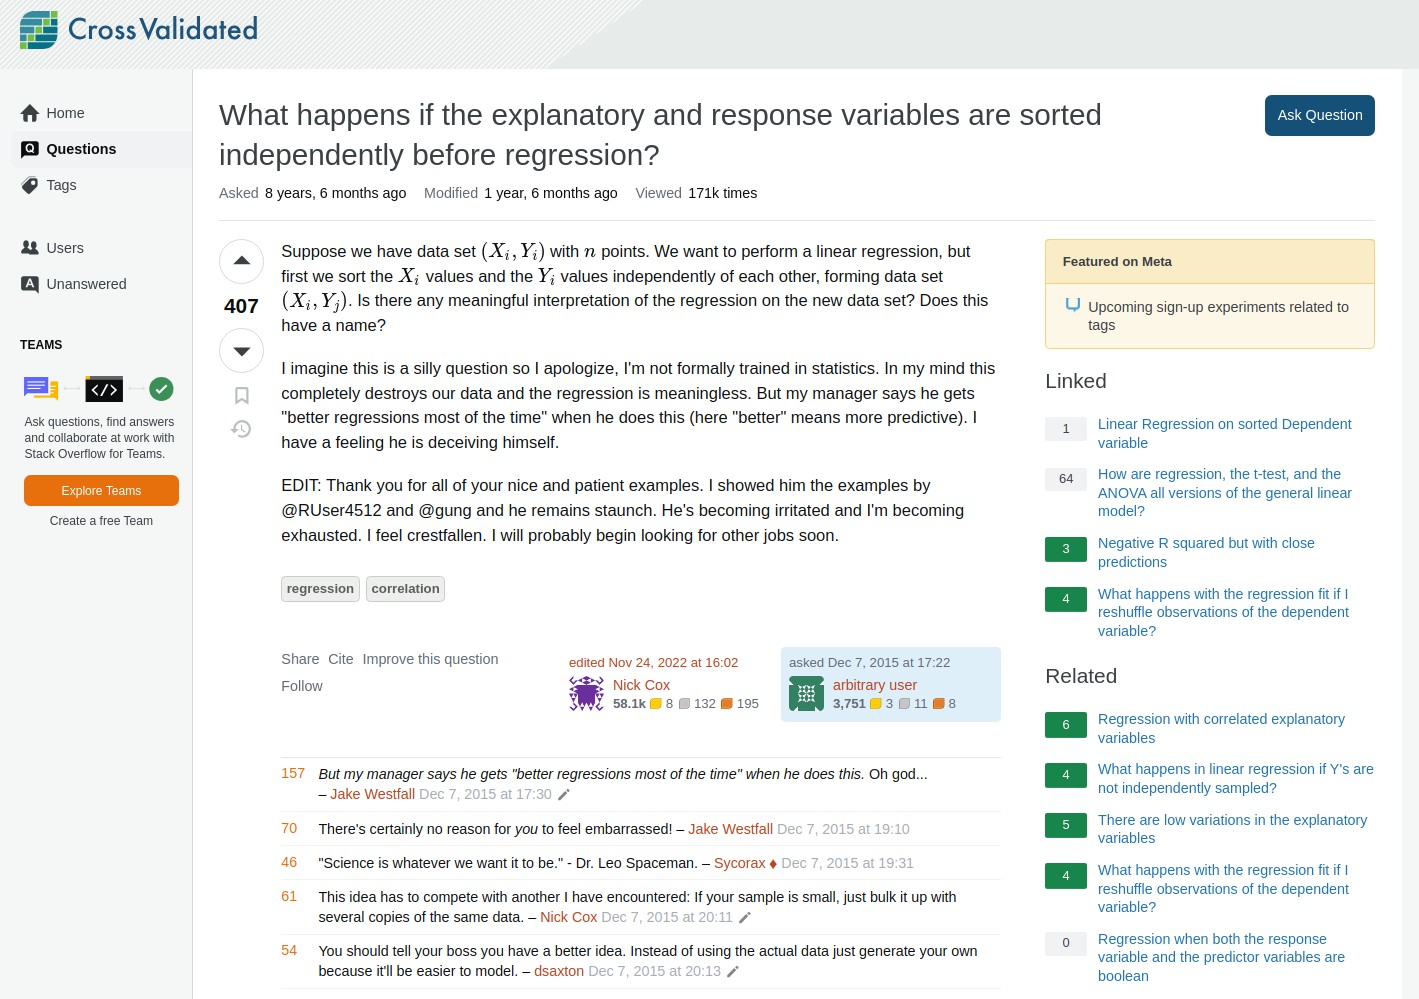 CrossValidated
Home
Questions
Tags
Users
Unanswered
TEAMS
Ask questions, find answers
and collaborate at work with
Stack Overflow for Teams.
Explore Teams
Create a free Team
What happens if the explanatory and response variables are sorted
independently before regression?
Ask Question
Asked 8 years, 6 months ago Modified 1 year, 6 months ago Viewed 171k times
407
Suppose we have data set (Xi, Yi) with n points. We want to perform a linear regression, but
first we sort the Xi values and the Yi values independently of each other, forming data set
(Xi, Yj). Is there any meaningful interpretation of the regression on the new data set? Does this
have a name?
I imagine this is a silly question so I apologize, I'm not formally trained in statistics. In my mind this
completely destroys our data and the regression is meaningless. But my manager says he gets
"better regressions most of the time" when he does this (here "better" means more predictive). I
have a feeling he is deceiving himself.
EDIT: Thank you for all of your nice and patient examples. I showed him the examples by
@RUser4512 and @gung and he remains staunch. He's becoming irritated and I'm becoming
exhausted. I feel crestfallen. I will probably begin looking for other jobs soon.
regression correlation
Share Cite Improve this question
Follow
edited Nov 24, 2022 at 16:02
Nick Cox
58.1k 8 132 195
asked Dec 7, 2015 at 17:22
arbitrary user
3,751 3 11 8
157 But my manager says he gets "better regressions most of the time" when he does this. Oh god...
– Jake Westfall Dec 7, 2015 at 17:30
70 There's certainly no reason for you to feel embarrassed! – Jake Westfall Dec 7, 2015 at 19:10
46 "Science is whatever we want it to be." - Dr. Leo Spaceman. – Sycorax ♦ Dec 7, 2015 at 19:31
61 This idea has to compete with another I have encountered: If your sample is small, just bulk it up with
several copies of the same data. – Nick Cox Dec 7, 2015 at 20:11
54 You should tell your boss you have a better idea. Instead of using the actual data just generate your own
because it'll be easier to model. – dsaxton Dec 7, 2015 at 20:13
Featured on Meta
Upcoming sign-up experiments related to
tags
Linked
1 Linear Regression on sorted Dependent
variable
64 How are regression, the t-test, and the
ANOVA all versions of the general linear
model?
3 Negative R squared but with close
predictions
4 What happens with the regression fit if I
reshuffle observations of the dependent
variable?
Related
6 Regression with correlated explanatory
variables
4 What happens in linear regression if Y's are
not independently sampled?
5 There are low variations in the explanatory
variables
4 What happens with the regression fit if I
reshuffle observations of the dependent
variable?
0 Regression when both the response
variable and the predictor variables are
boolean